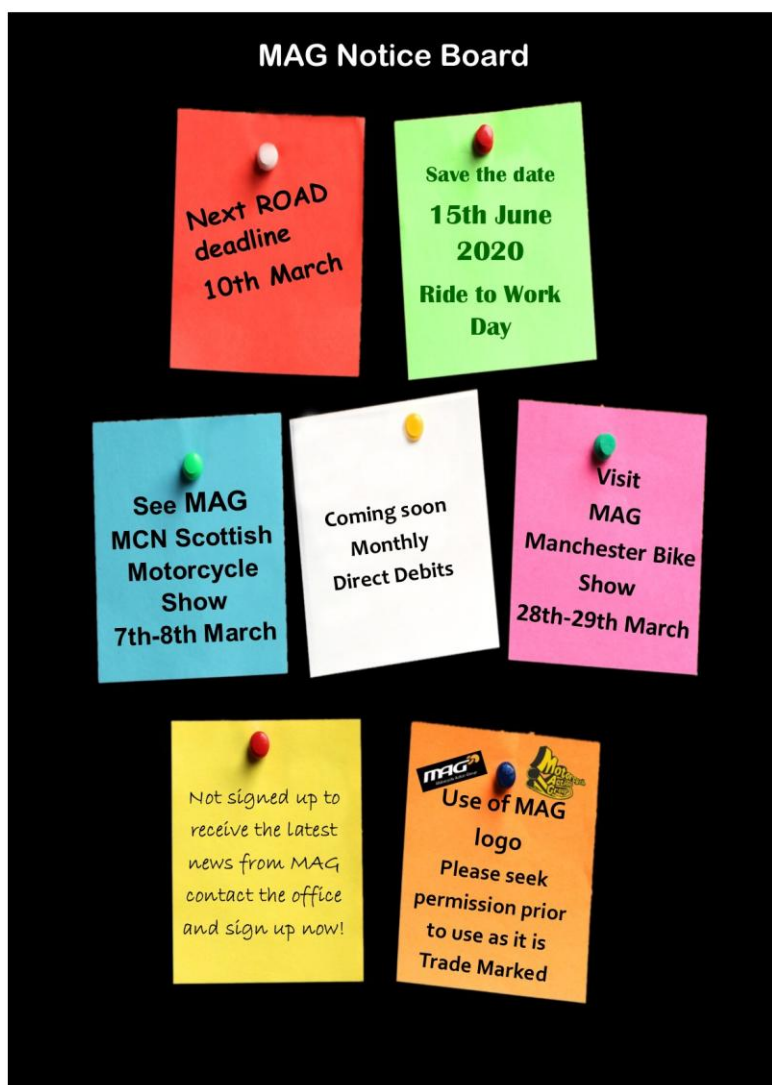 MAG Notice Board
Next ROAD
deadline
10th March
Save the date
15th June
2020
Ride to Work
Day
See MAG
MCN Scottish
Motorcycle
Show
7th-8th March
Coming soon
Monthly
Direct Debits
Visit
MAG
Manchester Bike
Show
28th-29th March
Not signed up to
receive the latest
news from MAG
contact the office
and sign up now!
MAG
Motorcycle
Action
Group
Use of MAG
logo
Please seek
permission prior
to use as it is
Trade Marked